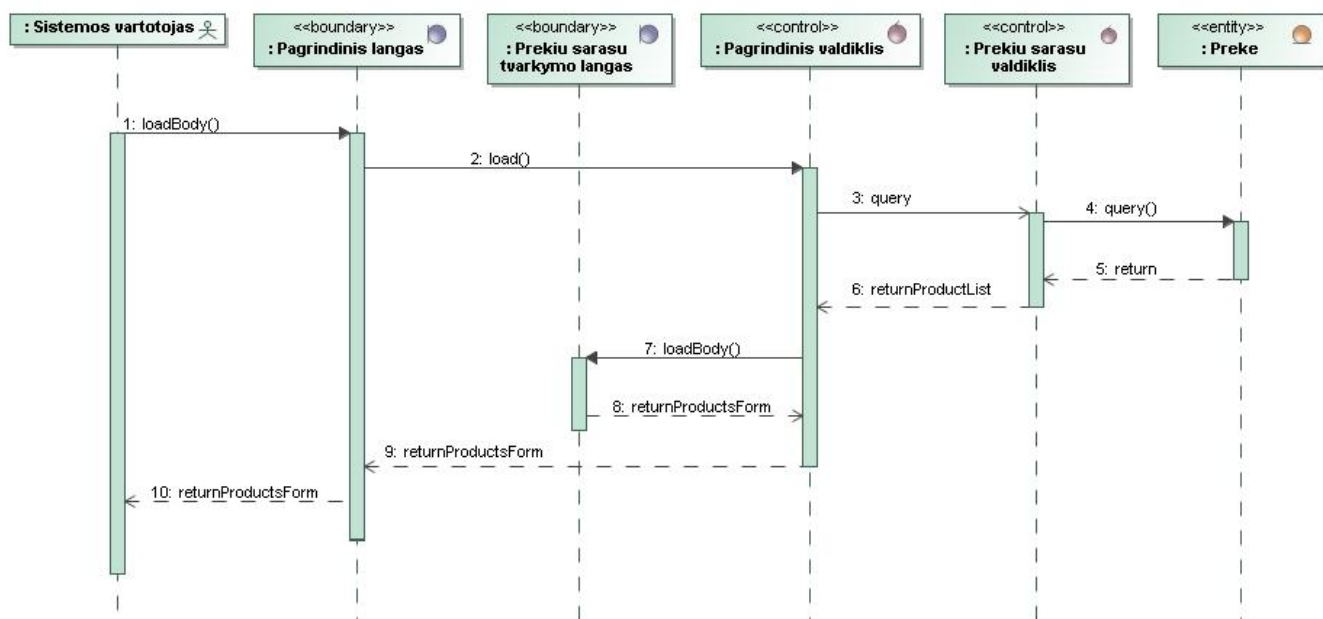 : Sistemos vartotojas
<<boundary>>
: Pagrindinis langas
<<boundary>>
: Prekiu sarasu
tvarkymo langas
<<control>>
: Pagrindinis valdiklis
<<control>>
: Prekiu sarasu
valdiklis
<<entity>>
: Preke
1: loadBody()
2: load()
3: query
4: query()
5: return
6: returnProductList
7: loadBody()
8: returnProductsForm
9: returnProductsForm
10: returnProductsForm